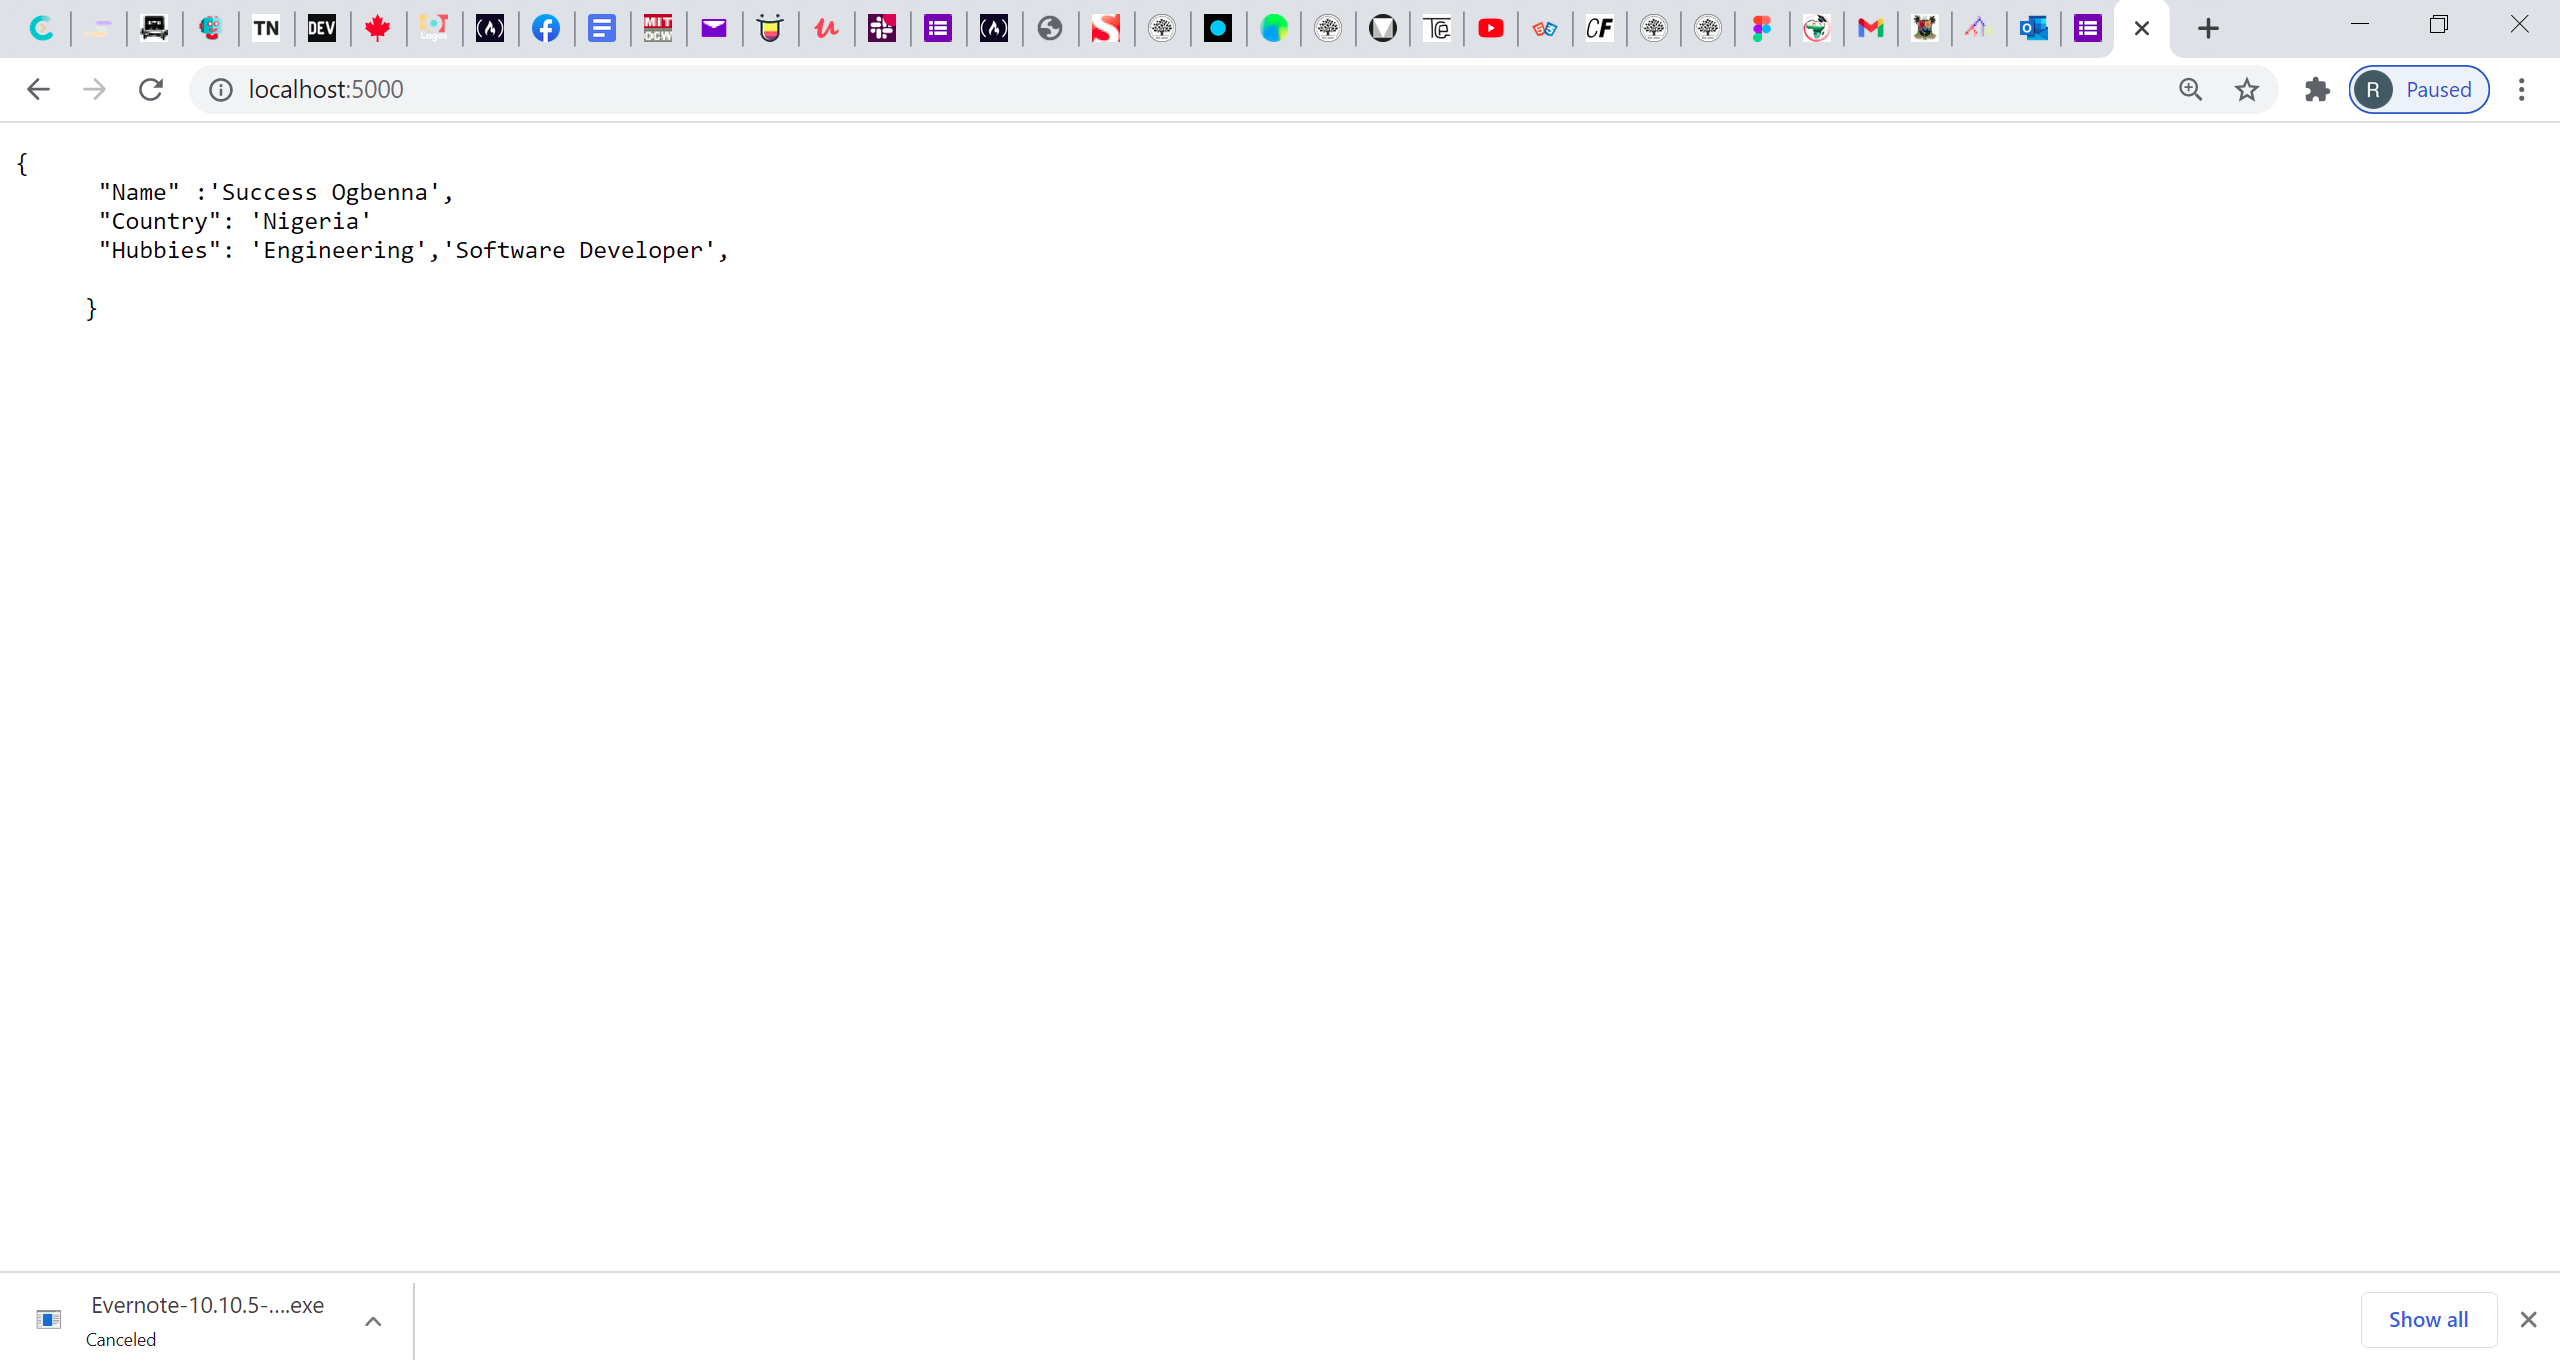 TN
DEV
Logos
MIT
OCW
CF
localhost:5000
R
Paused
{
"Name" :'Success Ogbenna',
"Country": 'Nigeria'
"Hubbies": 'Engineering','Software Developer',
}
Evernote-10.10.5-....exe
Canceled
Show all